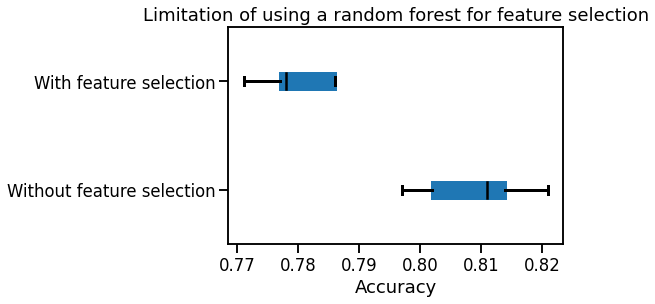 Limitation of using a random forest for feature selection
With feature selection
Without feature selection
0.77 0.78 0.79 0.80 0.81 0.82
Accuracy